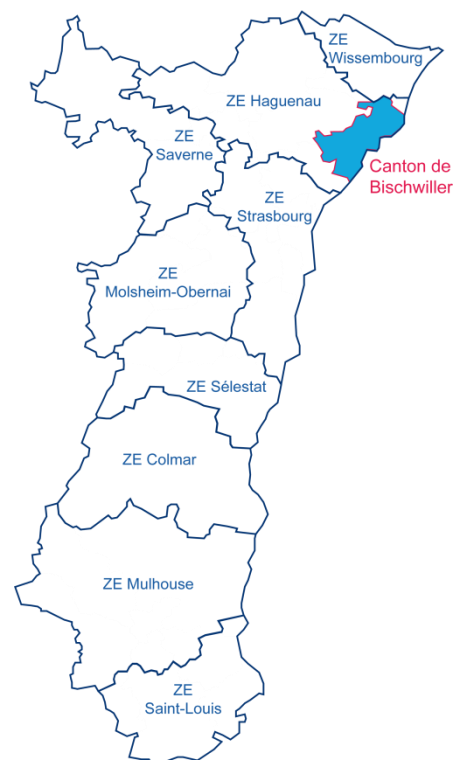 ZE
Wissembourg
ZE Haguenau
ZE
Saverne
Canton de
Bischwiller
ZE
Strasbourg
ZE
Molsheim-Obernai
ZE Sélestat
ZE Colmar
ZE Mulhouse
ZE
Saint-Louis